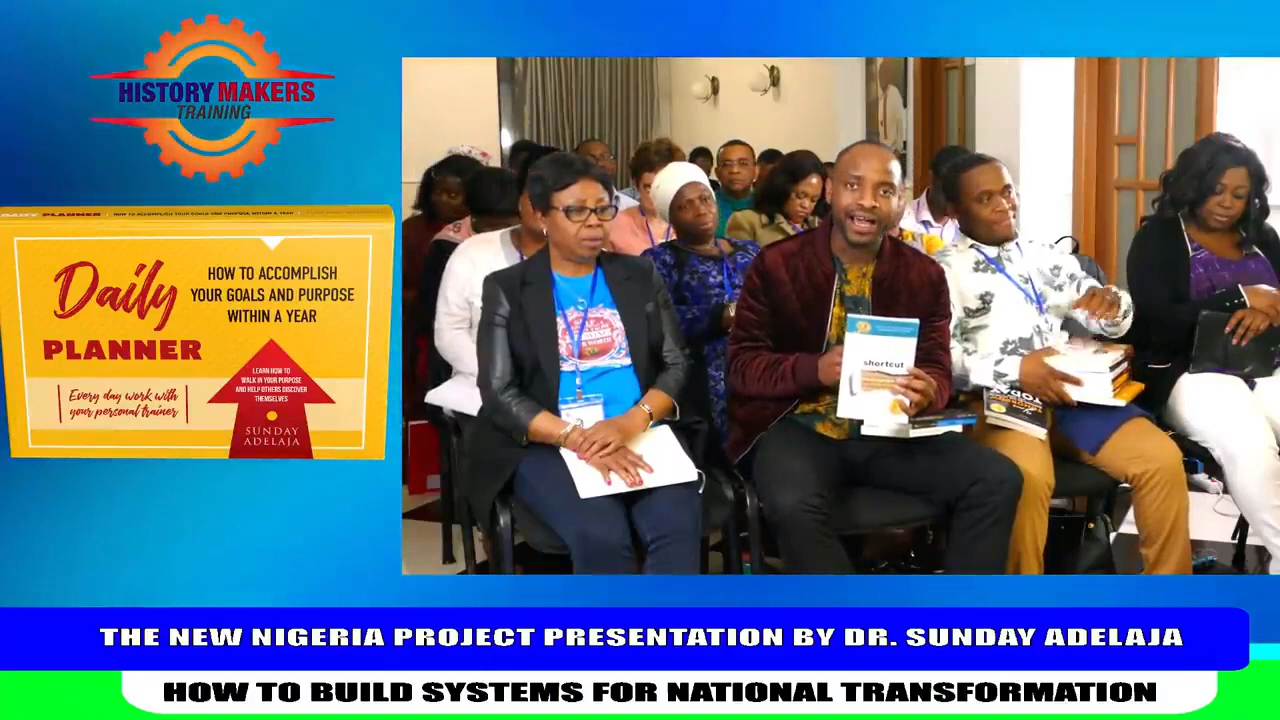 HISTORY MAKERS
TRAINING
DAILY PLANNER
Daily
PLANNER
HOW TO ACCOMPLISH
YOUR GOALS AND PURPOSE
WITHIN A YEAR
Every day work with
your personal trainer
LEARN HOW TO
WALK IN YOUR PURPOSE
AND HELP OTHERS DISCOVER
THEMSELVES
SUNDAY
ADELAJA
shortcut
THE NEW NIGERIA PROJECT PRESENTATION BY DR. SUNDAY ADELAJA
HOW TO BUILD SYSTEMS FOR NATIONAL TRANSFORMATION